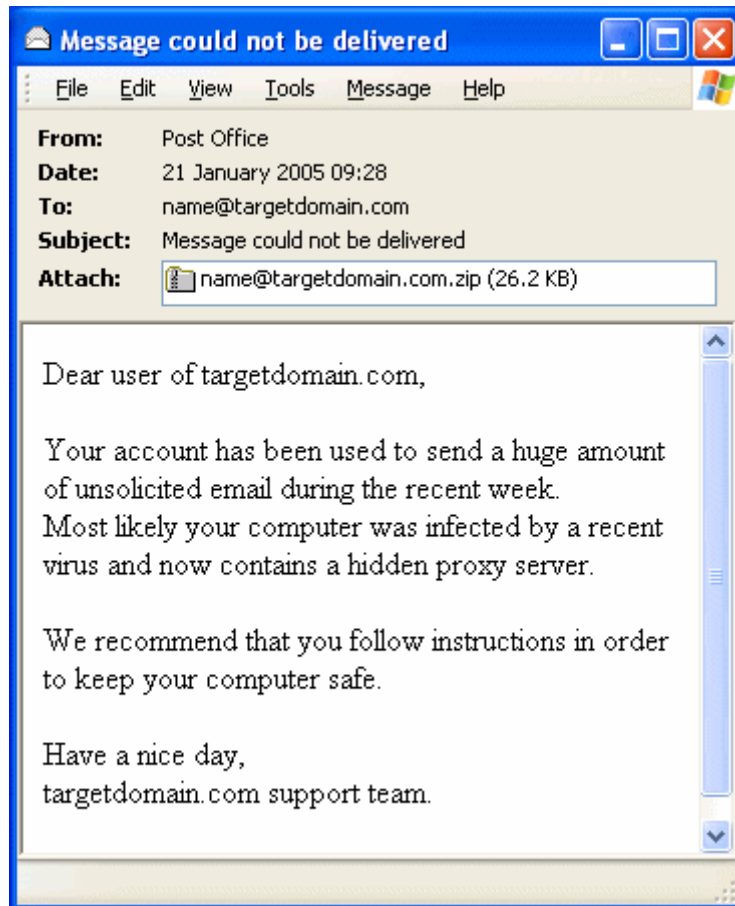 Message could not be delivered
File Edit View Tools Message Help
From: Post Office
Date: 21 January 2005 09:28
To: name@targetdomain.com
Subject: Message could not be delivered
Attach: name@targetdomain.com.zip (26.2 KB)
Dear user of targetdomain.com,
Your account has been used to send a huge amount
of unsolicited email during the recent week.
Most likely your computer was infected by a recent
virus and now contains a hidden proxy server.
We recommend that you follow instructions in order
to keep your computer safe.
Have a nice day,
targetdomain.com support team.